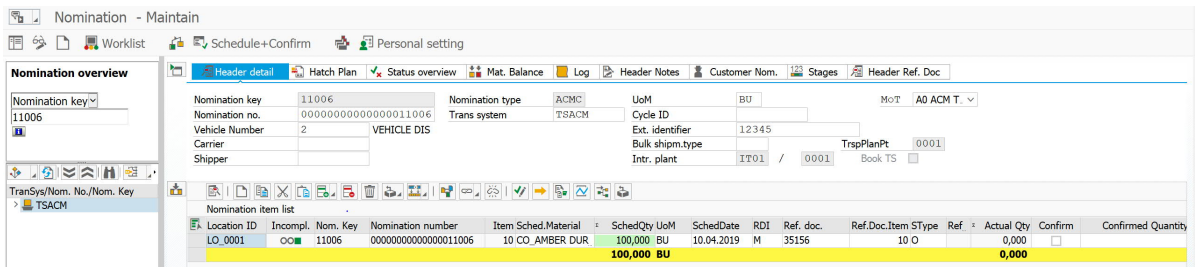 Nomination - Maintain
Worklist Schedule+Confirm Personal setting
Nomination overview
Nomination key
11006
TranSys/Nom. No./Nom. Key
TSACM
Header detail Hatch Plan Status overview Mat. Balance Log Header Notes Customer Nom. 123 Stages Header Ref. Doc
Nomination key 11006 Nomination type ACMC UoM BU MoT A0 ACM T.
Nomination no. 00000000000000011006 Trans system TSACM Cycle ID
Vehicle Number 2 VEHICLE DIS Ext. identifier 12345
Carrier Bulk shipm.type TrspPlanPt 0001
Shipper Intr. plant IT01 / 0001 Book TS
Nomination item list .
Location ID Incompl. Nom. Key Nomination number Item Sched.Material SchedQty UoM SchedDate RDI Ref. doc. Ref.Doc.Item SType Ref Actual Qty Confirm Confirmed Quantity
LO_0001 11006 00000000000000011006 10 CO_AMBER DUR 100,000 BU 10.04.2019 M 35156 10 O 0,000
100,000 BU 0,000